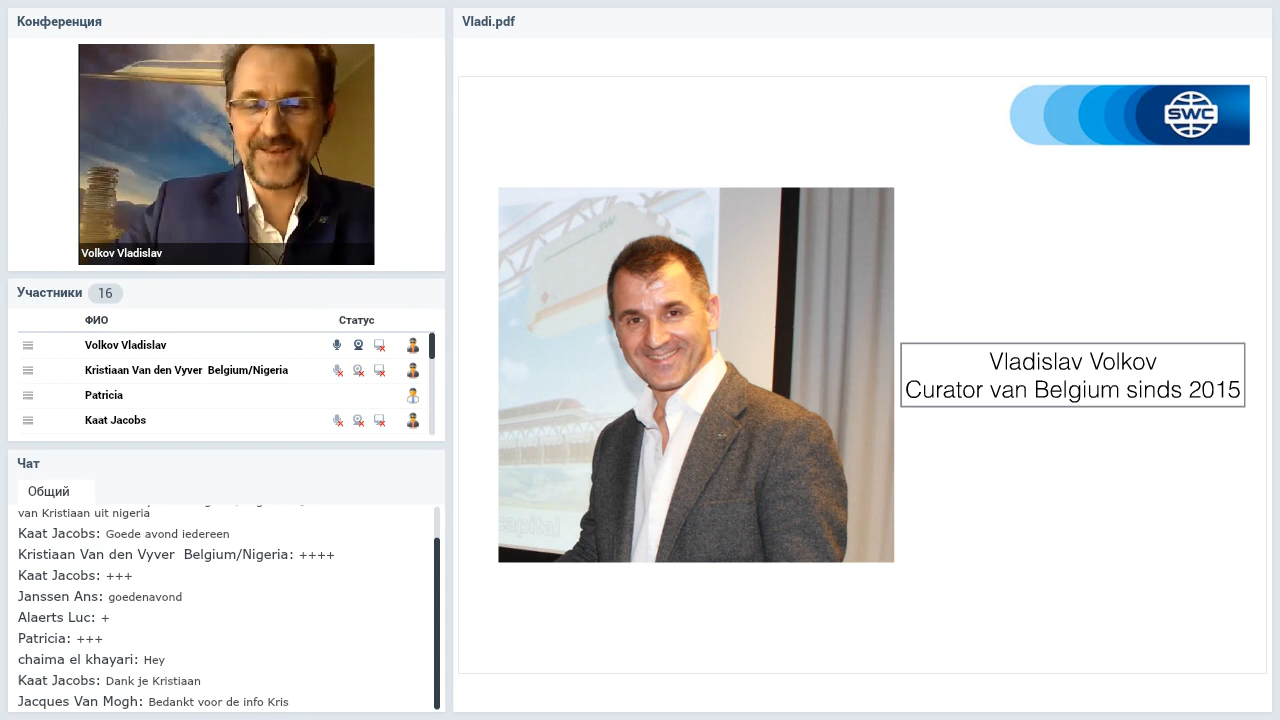 Конференция
Volkov Vladislav
Участники 16
ФИО Статус
Volkov Vladislav
Kristiaan Van den Vyver Belgium/Nigeria
Patricia
Kaat Jacobs
Чат
Общий
van Kristiaan uit nigeria
Kaat Jacobs: Goede avond iedereen
Kristiaan Van den Vyver Belgium/Nigeria: ++++
Kaat Jacobs: +++
Janssen Ans: goedenavond
Alaerts Luc: +
Patricia: +++
chaima el khayari: Hey
Kaat Jacobs: Dank je Kristiaan
Jacques Van Mogh: Bedankt voor de info Kris
Vladi.pdf
SWC
Vladislav Volkov
Curator van Belgium sinds 2015